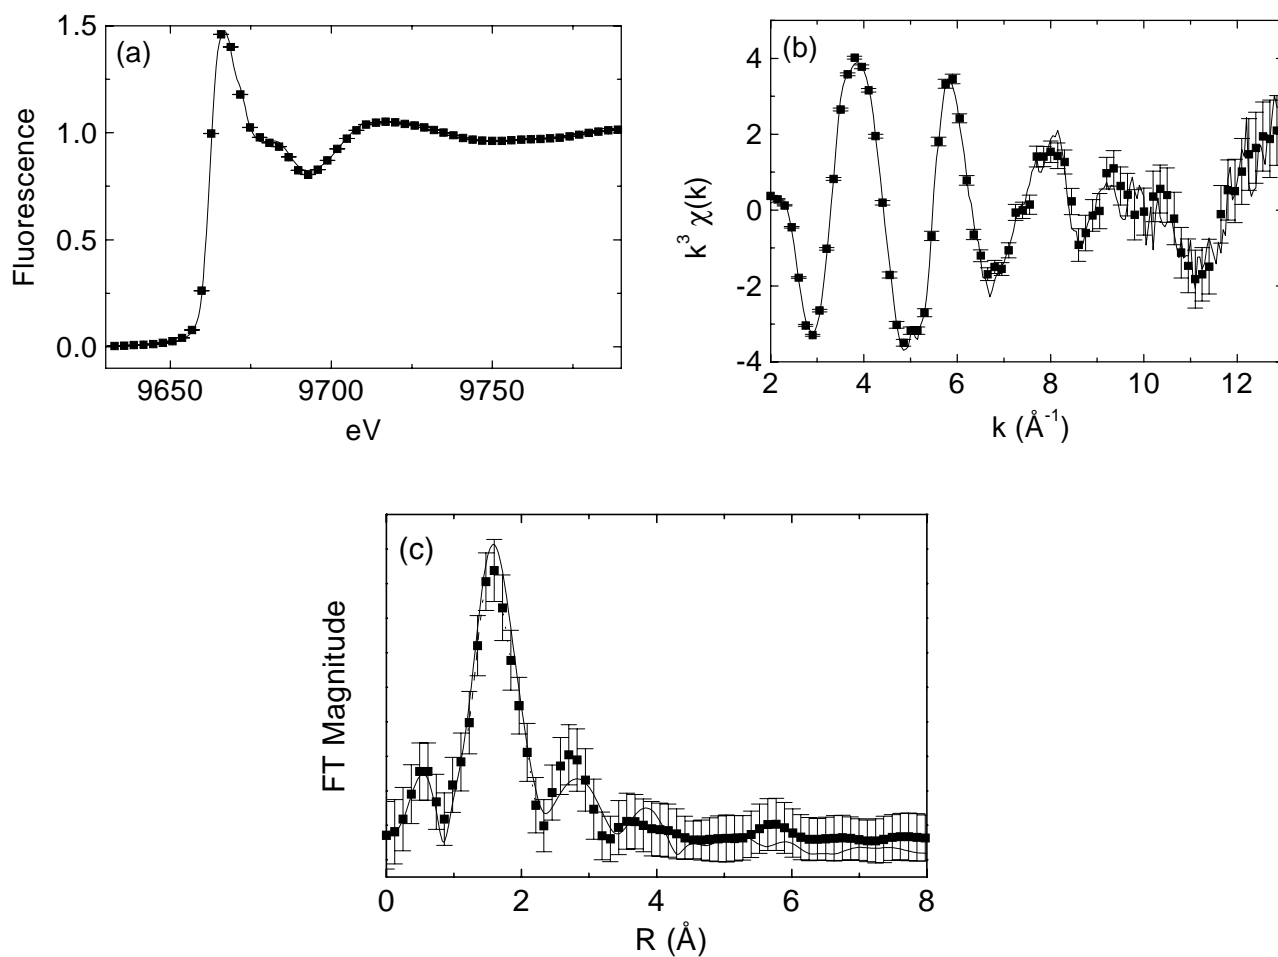 (a)
1.5
1.0
0.5
0.0
Fluorescence
9650 9700 9750
eV
(b)
4
2
0
-2
-4
k³ χ(k)
2 4 6 8 10 12
k (Å⁻¹)
(c)
FT Magnitude
0 2 4 6 8
R (Å)